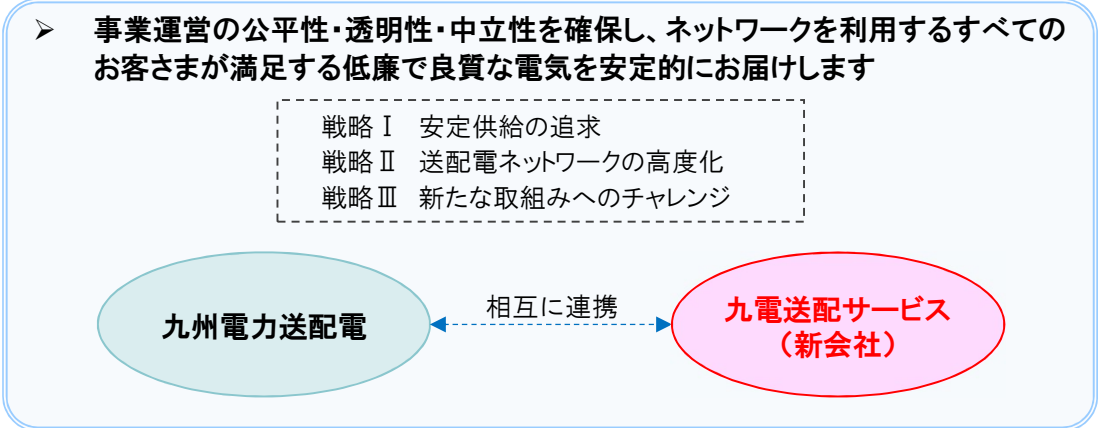 ➢ 事業運営の公平性・透明性・中立性を確保し、ネットワークを利用するすべての
お客さまが満足する低廉で良質な電気を安定的にお届けします
戦略Ⅰ 安定供給の追求
戦略Ⅱ 送配電ネットワークの高度化
戦略Ⅲ 新たな取組みへのチャレンジ
九州電力送配電
相互に連携
九電送配サービス
（新会社）